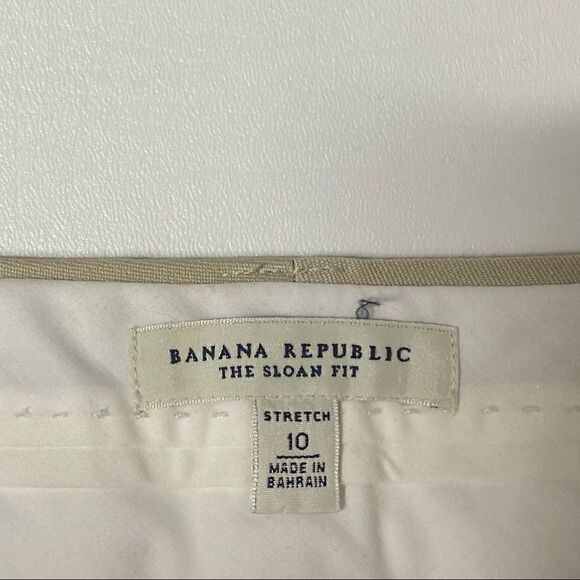 BANANA REPUBLIC
THE SLOAN FIT
STRETCH
10
MADE IN
BAHRAIN